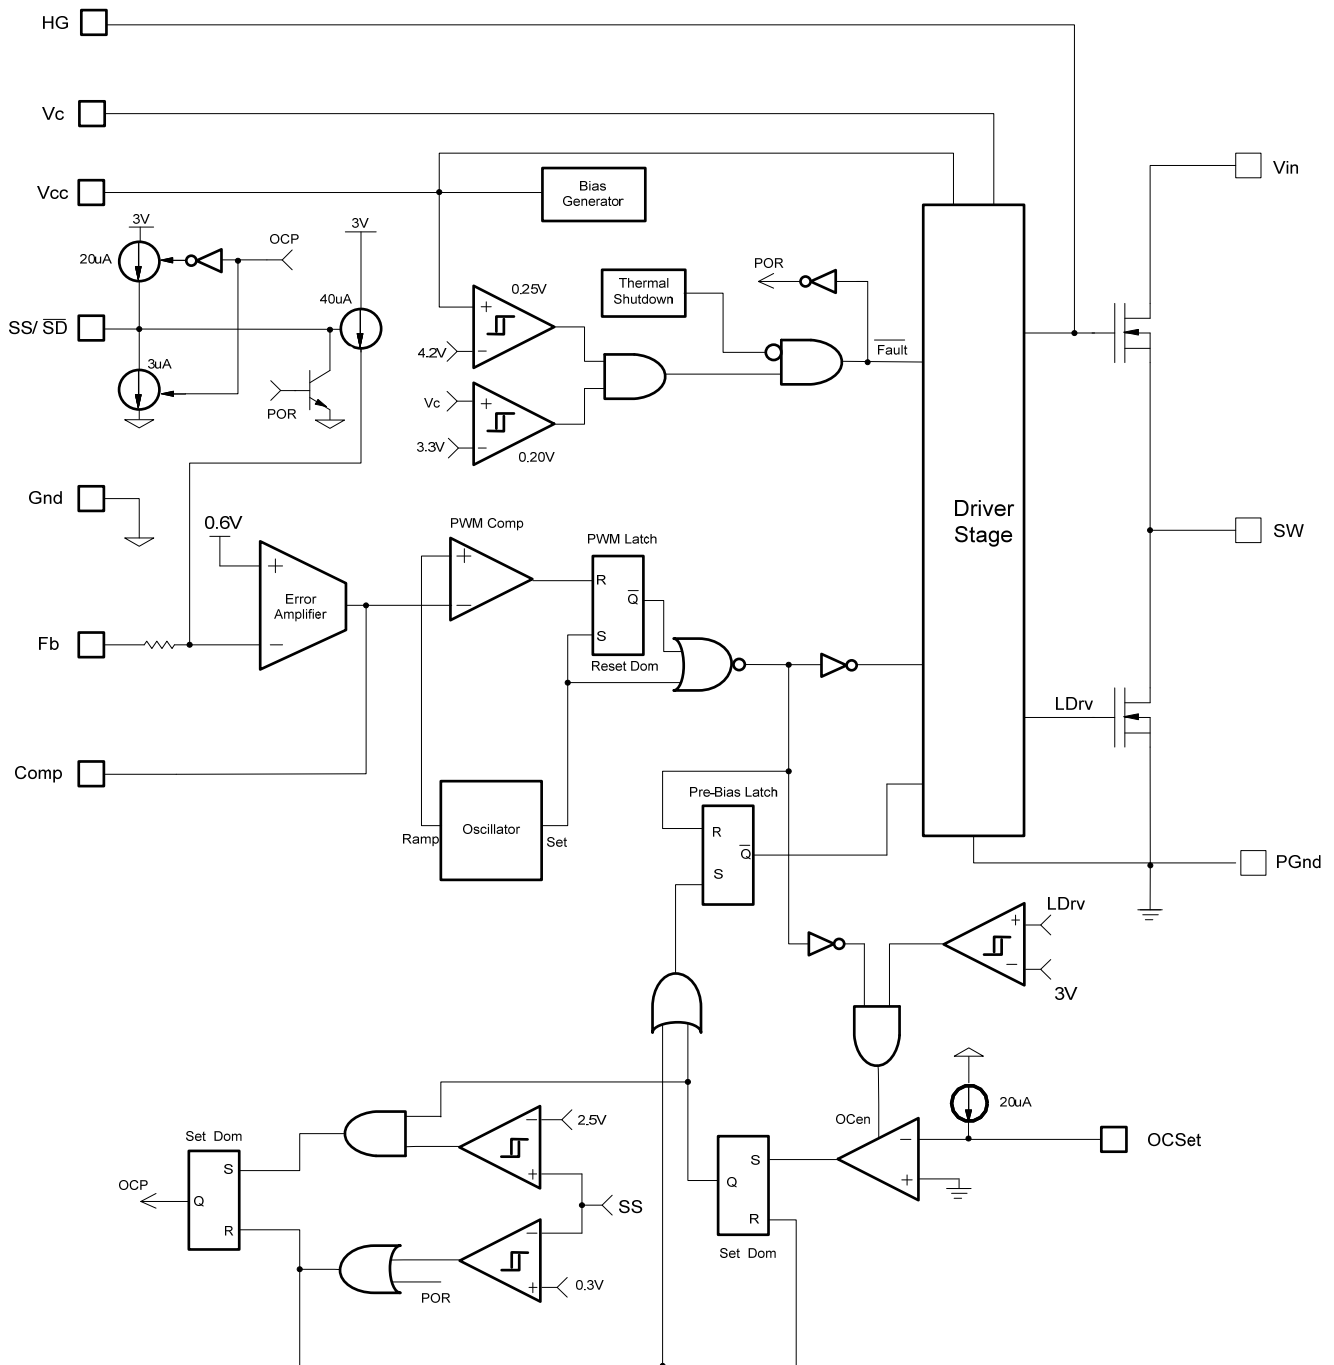 HG
Vc
Vcc
Bias
Generator
Vin
3V
3V
OCP
20uA
40uA
SS/ SD
3uA
POR
0.25V
+
4.2V
−
Thermal
Shutdown
POR
Fault
Vc
+
3.3V
−
0.20V
Gnd
0.6V
+
Error
Amplifier
−
Fb
PWM Comp
+
−
PWM Latch
R
Q
S
Reset Dom
Driver
Stage
SW
LDrv
Comp
Ramp
Oscillator
Set
Pre-Bias Latch
R
Q
S
PGnd
LDrv
+
−
3V
20uA
OCen
−
+
OCSet
2.5V
−
+
SS
Set Dom
S
Q
R
OCP
−
+
0.3V
POR
S
Q
R
Set Dom